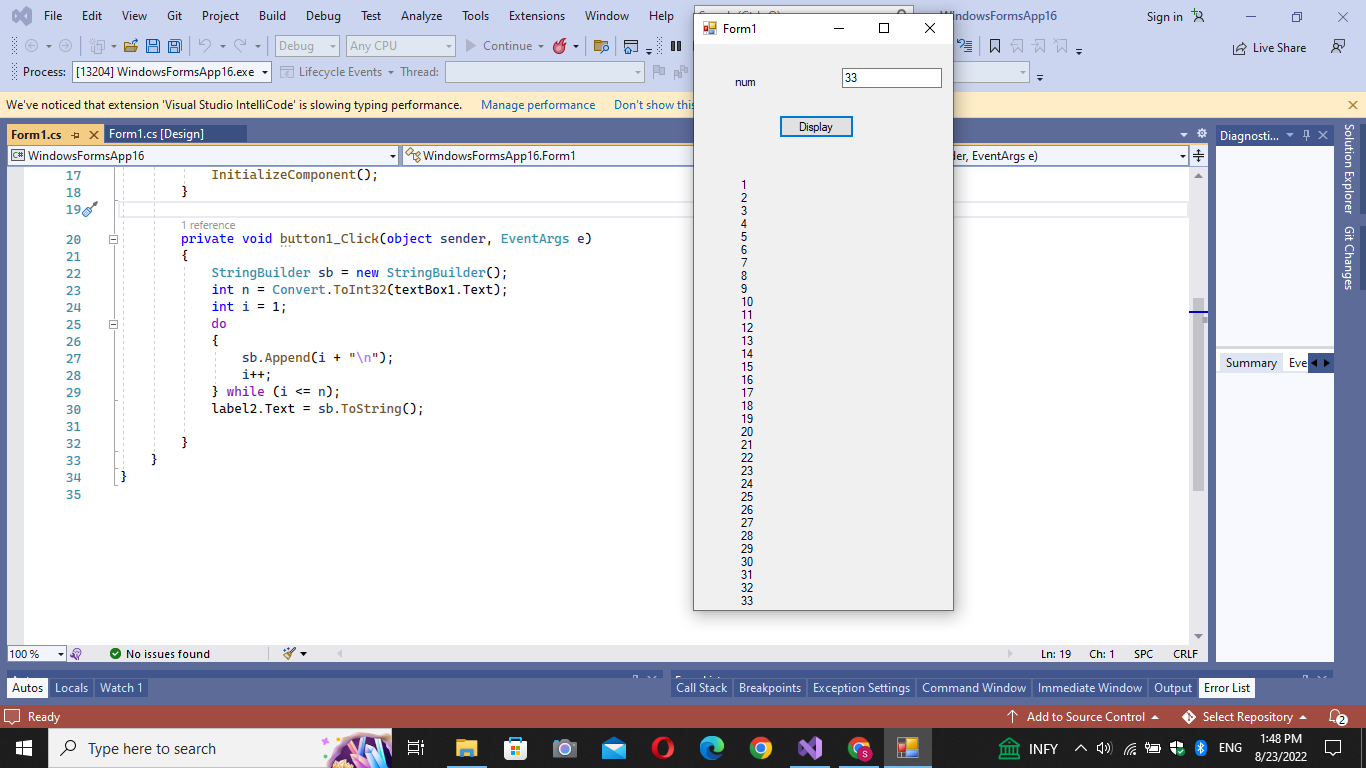 File Edit View Git Project Build Debug Test Analyze Tools Extensions Window Help WindowsFormsApp16 Sign in
Debug Any CPU Continue Live Share
Process: [13204] WindowsFormsApp16.exe Lifecycle Events Thread:
We've noticed that extension 'Visual Studio IntelliCode' is slowing typing performance. Manage performance Don't show this
Form1.cs Form1.cs [Design]
C# WindowsFormsApp16 WindowsFormsApp16.Form1 der, EventArgs e)
17 InitializeComponent();
18 }
19
1 reference
20 private void button1_Click(object sender, EventArgs e)
21 {
22 StringBuilder sb = new StringBuilder();
23 int n = Convert.ToInt32(textBox1.Text);
24 int i = 1;
25 do
26 {
27 sb.Append(i + "\n");
28 i++;
29 } while (i <= n);
30 label2.Text = sb.ToString();
31
32 }
33 }
34 }
35
Form1
num 33
Display
1
2
3
4
5
6
7
8
9
10
11
12
13
14
15
16
17
18
19
20
21
22
23
24
25
26
27
28
29
30
31
32
33
Diagnosti...
Summary Eve
Solution Explorer
Git Changes
100 % No issues found Ln: 19 Ch: 1 SPC CRLF
Autos Locals Watch 1 Call Stack Breakpoints Exception Settings Command Window Immediate Window Output Error List
Ready Add to Source Control Select Repository 2
Type here to search S INFY ENG 1:48 PM
8/23/2022